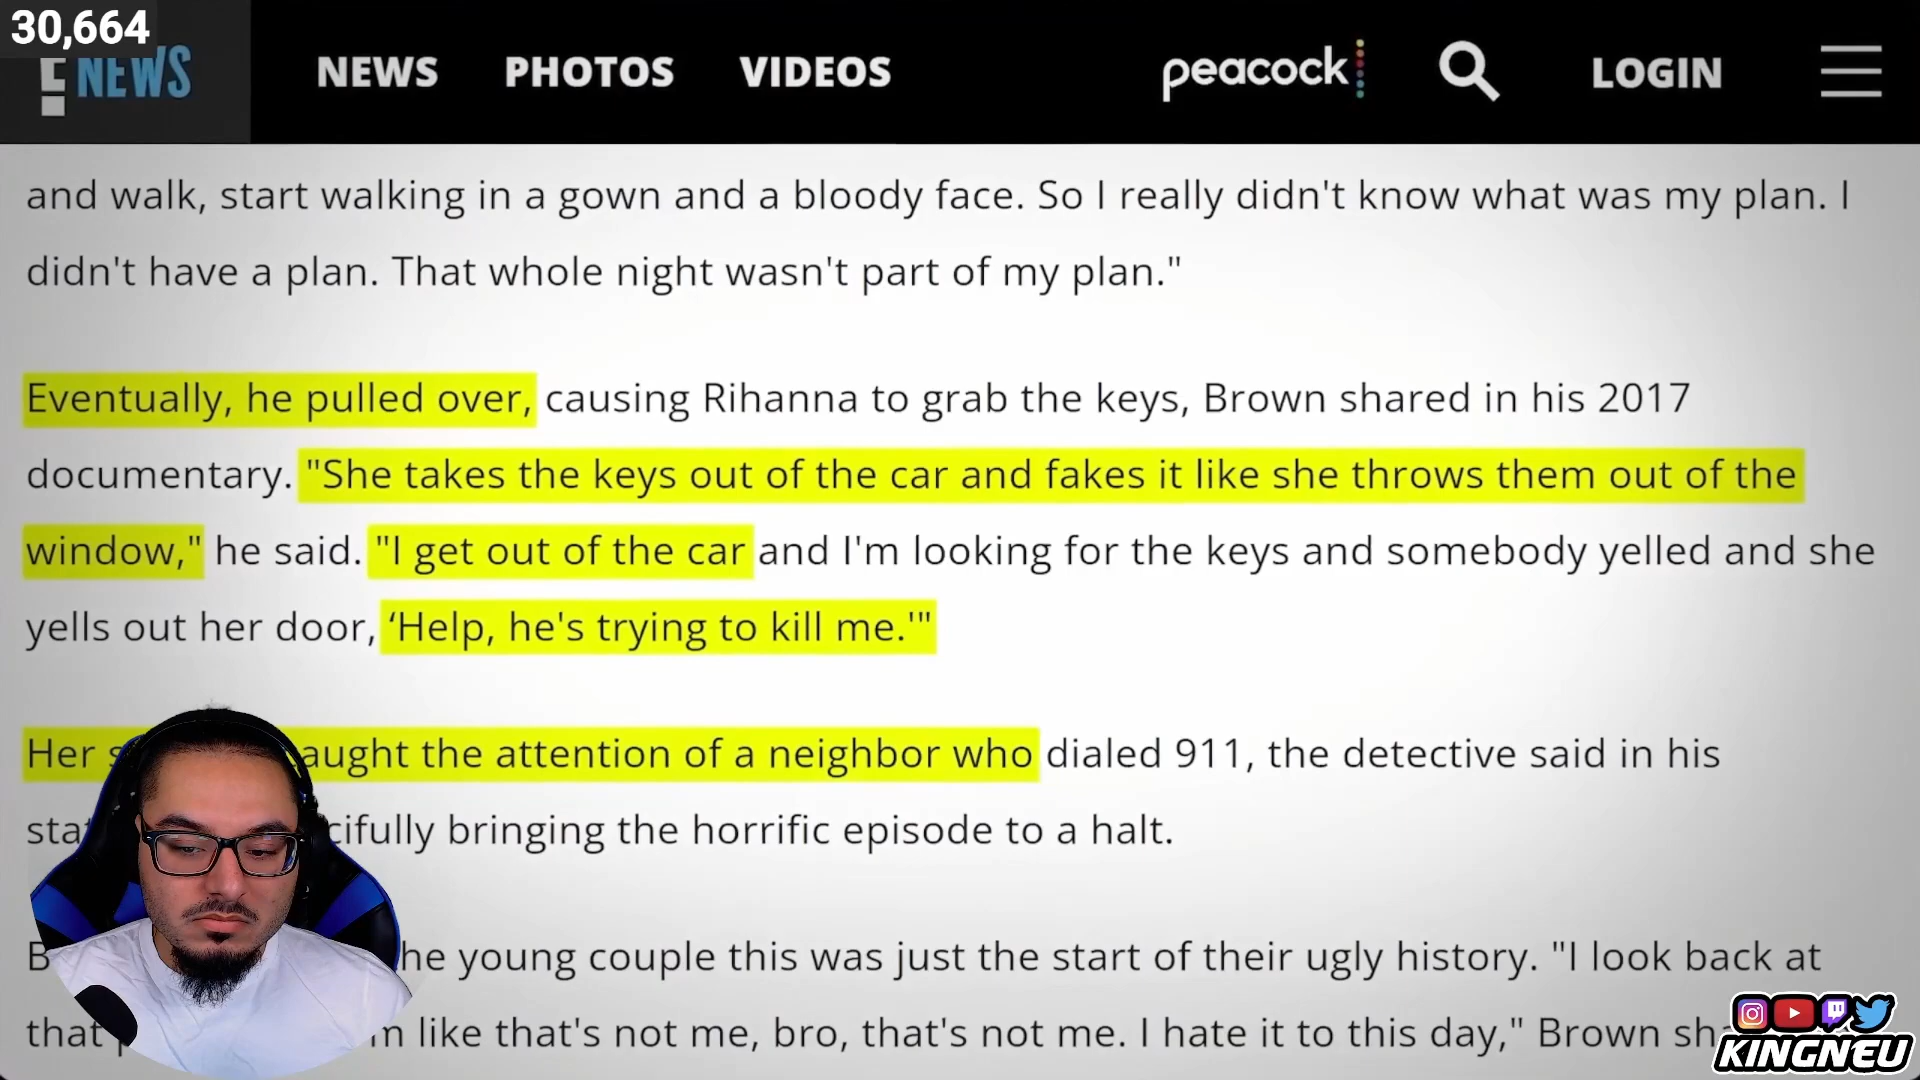 30,664
E NEWS
NEWS PHOTOS VIDEOS peacock LOGIN
and walk, start walking in a gown and a bloody face. So I really didn't know what was my plan. I
didn't have a plan. That whole night wasn't part of my plan."
Eventually, he pulled over, causing Rihanna to grab the keys, Brown shared in his 2017
documentary. "She takes the keys out of the car and fakes it like she throws them out of the
window," he said. "I get out of the car and I'm looking for the keys and somebody yelled and she
yells out her door, ‘Help, he's trying to kill me.'"
Her aught the attention of a neighbor who dialed 911, the detective said in his
cifully bringing the horrific episode to a halt.
he young couple this was just the start of their ugly history. "I look back at
that like that's not me, bro, that's not me. I hate it to this day," Brown
KINGNEU